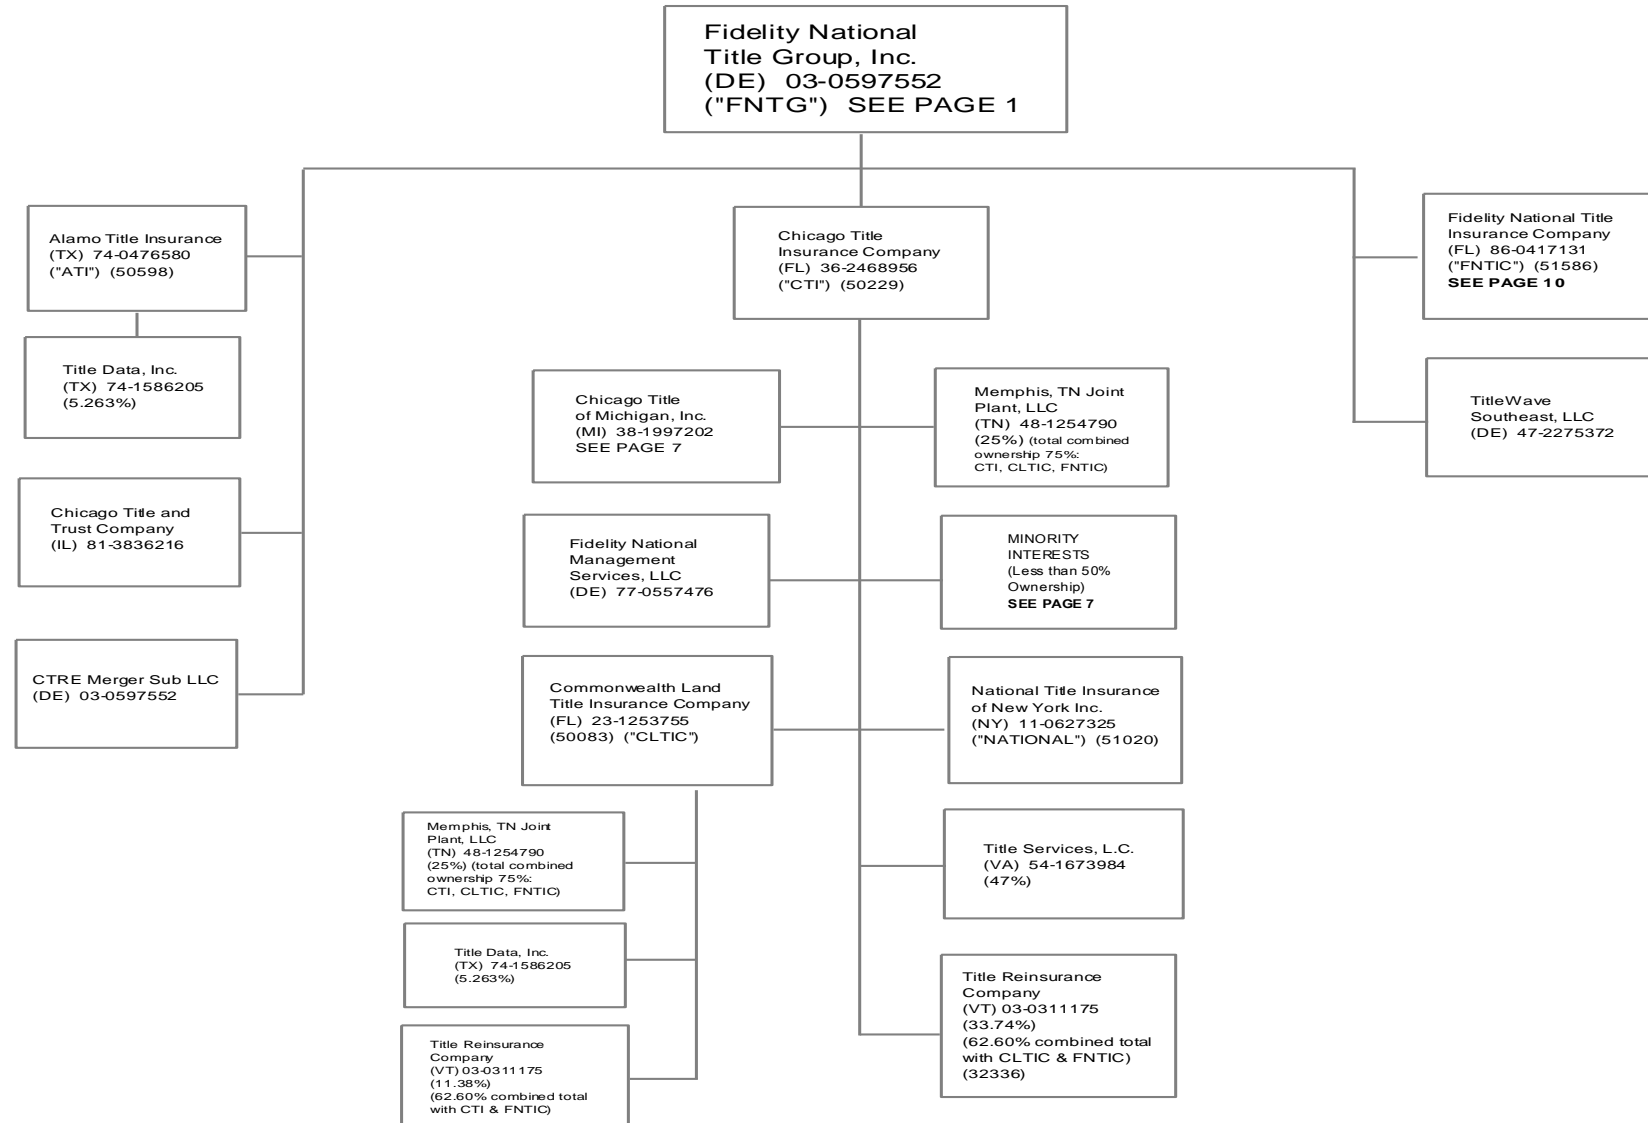 Fidelity National
Title Group, Inc.
(DE) 03-0597552
("FNTG") SEE PAGE 1
Alamo Title Insurance
(TX) 74-0476580
("ATI") (50598)
Title Data, Inc.
(TX) 74-1586205
(5.263%)
Chicago Title and
Trust Company
(IL) 81-3836216
CTRE Merger Sub LLC
(DE) 03-0597552
Chicago Title
Insurance Company
(FL) 36-2468956
("CTI") (50229)
Chicago Title
of Michigan, Inc.
(MI) 38-1997202
SEE PAGE 7
Memphis, TN Joint
Plant, LLC
(TN) 48-1254790
(25%) (total combined
ownership 75%:
CTI, CLTIC, FNTIC)
Fidelity National
Management
Services, LLC
(DE) 77-0557476
MINORITY
INTERESTS
(Less than 50%
Ownership)
SEE PAGE 7
Commonwealth Land
Title Insurance Company
(FL) 23-1253755
(50083) ("CLTIC")
National Title Insurance
of New York Inc.
(NY) 11-0627325
("NATIONAL") (51020)
Memphis, TN Joint
Plant, LLC
(TN) 48-1254790
(25%) (total combined
ownership 75%:
CTI, CLTIC, FNTIC)
Title Data, Inc.
(TX) 74-1586205
(5.263%)
Title Reinsurance
Company
(VT) 03-0311175
(11.38%)
(62.60% combined total
with CTI & FNTIC)
Title Services, L.C.
(VA) 54-1673984
(47%)
Title Reinsurance
Company
(VT) 03-0311175
(33.74%)
(62.60% combined total
with CLTIC & FNTIC)
(32336)
Fidelity National Title
Insurance Company
(FL) 86-0417131
("FNTIC") (51586)
SEE PAGE 10
TitleWave
Southeast, LLC
(DE) 47-2275372